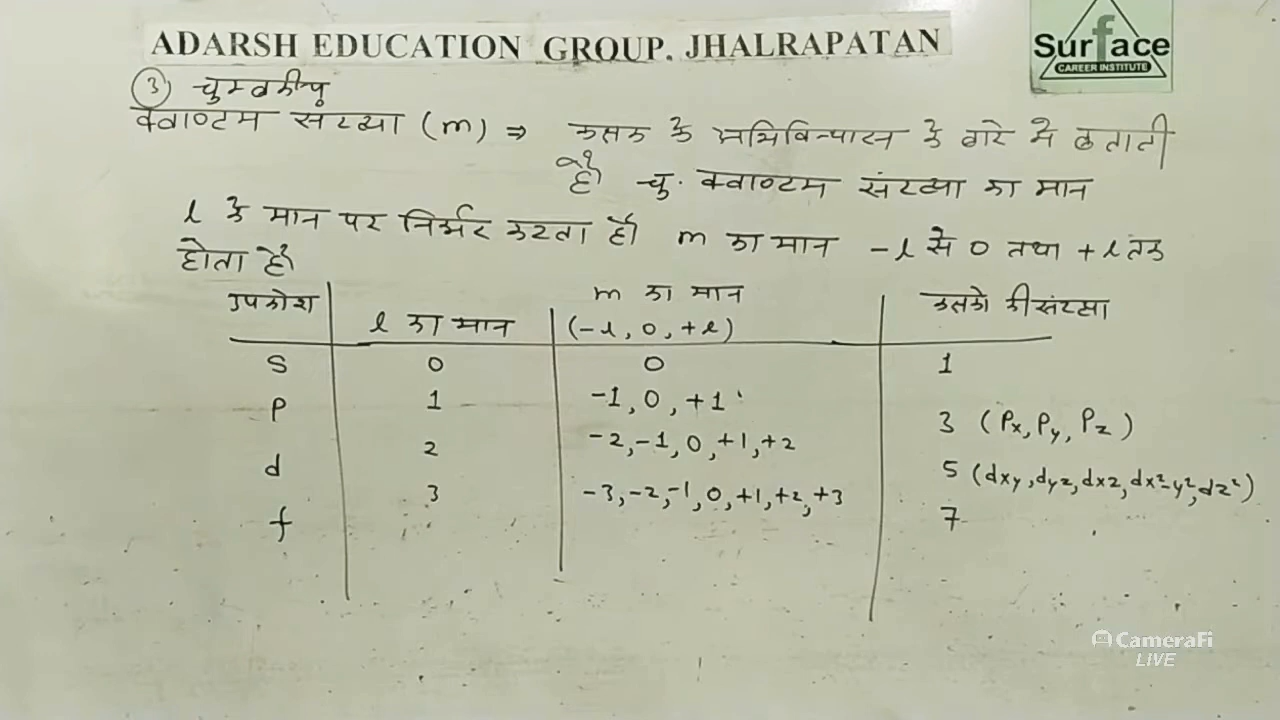 ADARSH EDUCATION GROUP. JHALRAPATAN
Surface
CAREER INSTITUTE
③ चुम्बकीय
क्वाण्टम संख्या (m) ⇒ कक्षक के अभिविन्यास के बारे में बताती
है। चु. क्वाण्टम संख्या का मान
l के मान पर निर्भर करता है। m का मान -l से 0 तथा +l तक
होता है।
उपकोश | l का मान | m का मान (-l, 0, +l) | कक्षकों की संख्या
s | 0 | 0 | 1
p | 1 | -1, 0, +1 | 3 (Px, Py, Pz)
d | 2 | -2, -1, 0, +1, +2 | 5 (dxy, dyz, dxz, dx²-y², dz²)
f | 3 | -3, -2, -1, 0, +1, +2, +3 | 7
CameraFi
LIVE